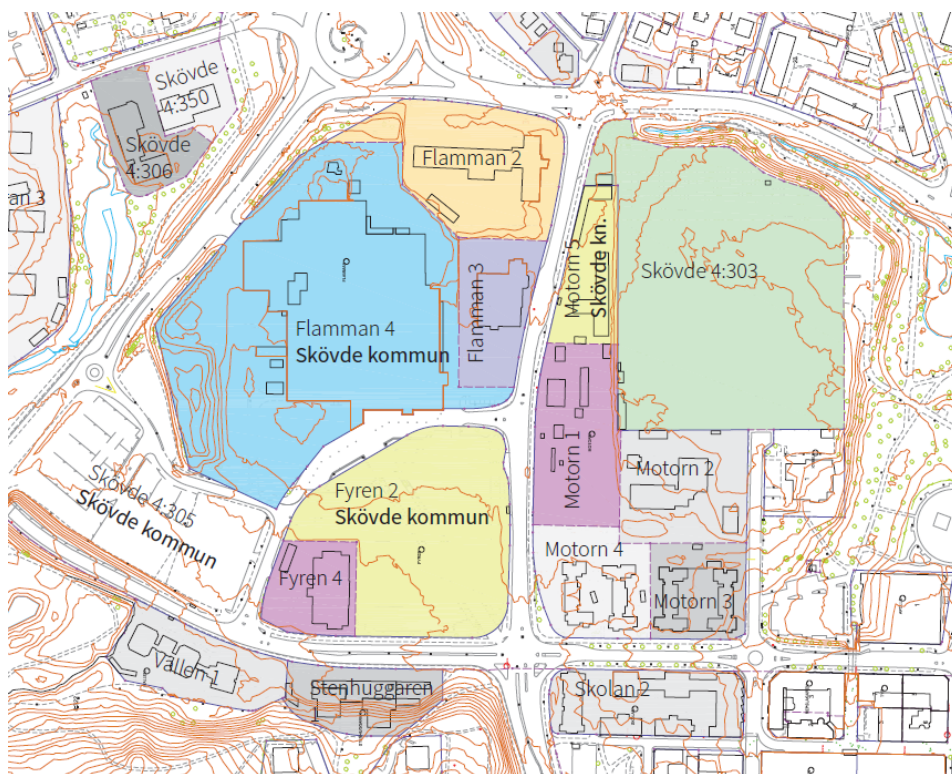 Skövde
4:350
Skövde
4:306
an 3
Flamman 2
Flamman 3
Flamman 4
Skövde kommun
Motorn 5
Skövde kn.
Skövde 4:303
Motorn 1
Motorn 2
Motorn 4
Motorn 3
Skövde 4:305
Skövde kommun
Fyren 2
Skövde kommun
Fyren 4
Vallen 1
Stenhuggaren
1
Skolan 2